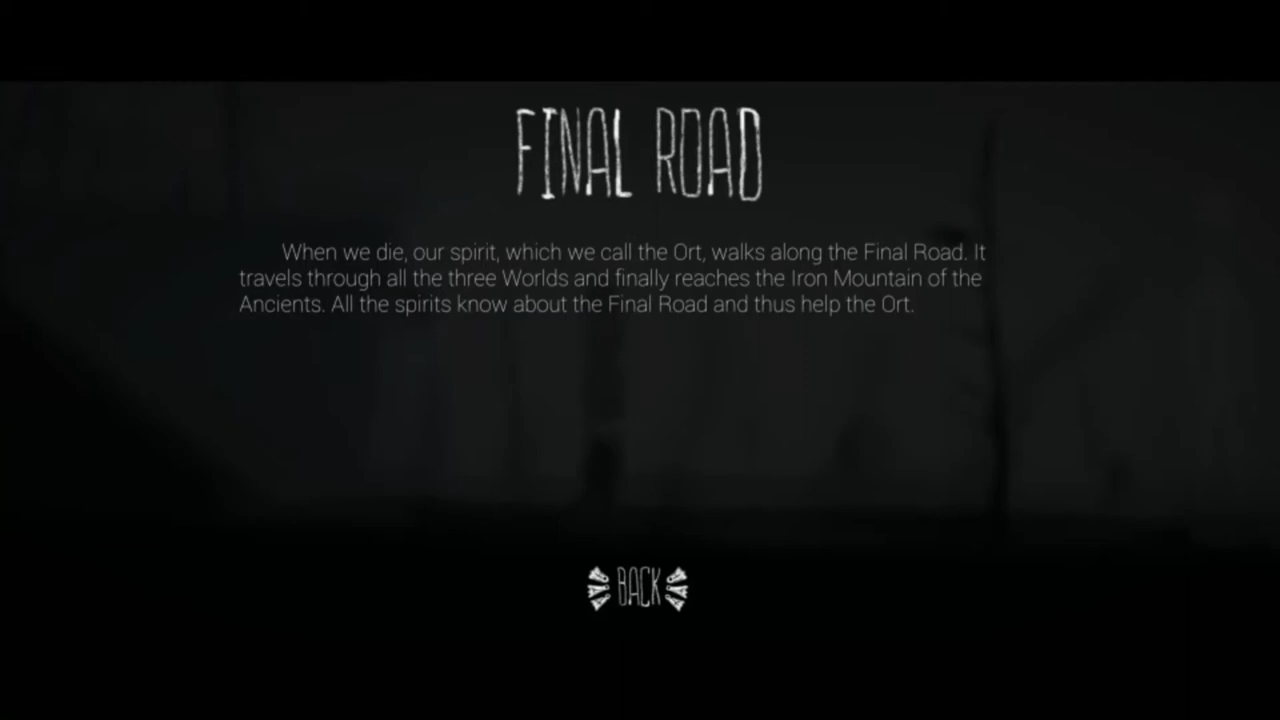 FINAL ROAD
When we die, our spirit, which we call the Ort, walks along the Final Road. It
travels through all the three Worlds and finally reaches the Iron Mountain of the
Ancients. All the spirits know about the Final Road and thus help the Ort.
BACK